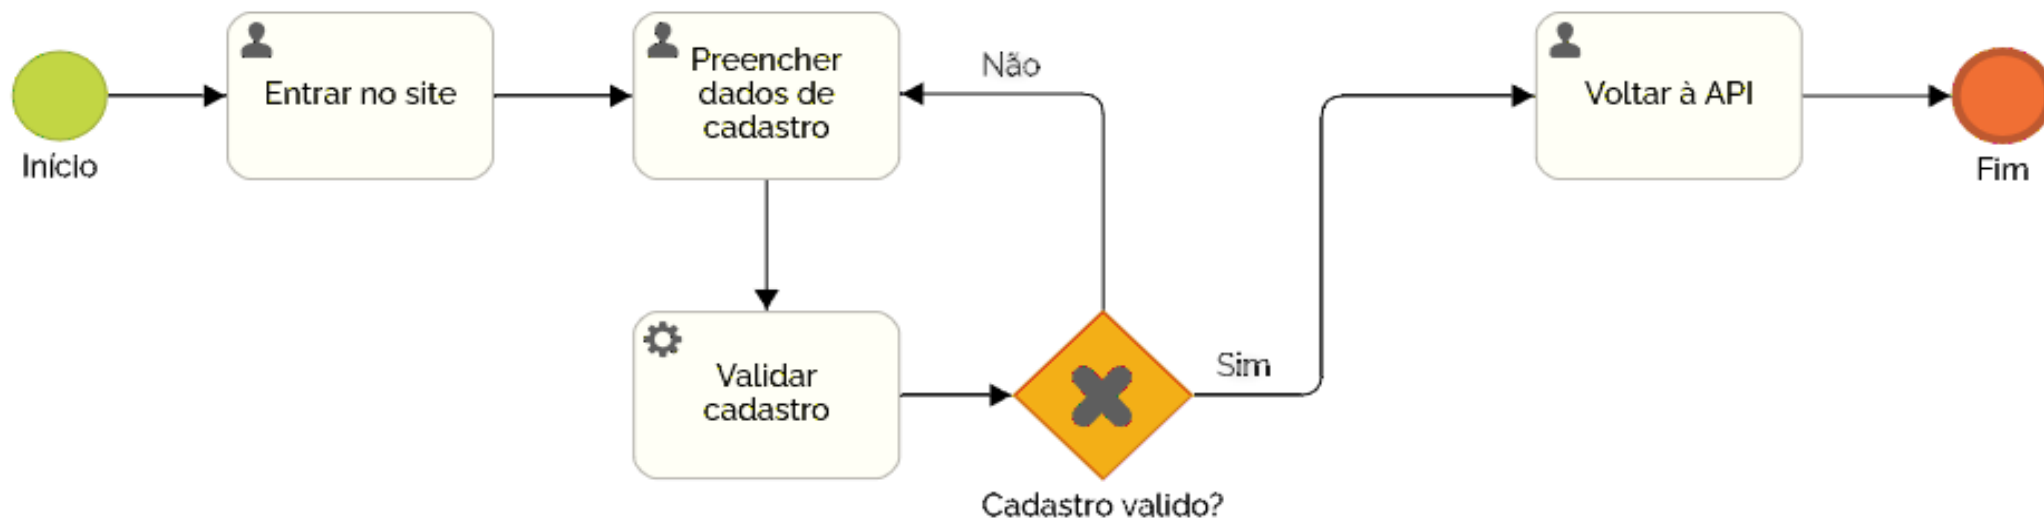 Início
Entrar no site
Preencher
dados de
cadastro
Não
Validar
cadastro
Cadastro valido?
Sim
Voltar à API
Fim